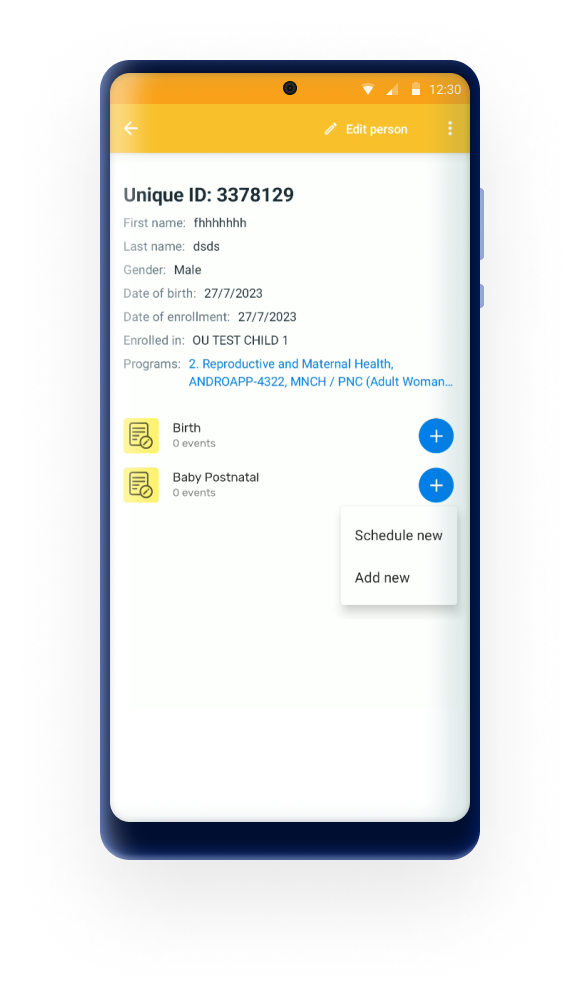 12:30
Edit person
Unique ID: 3378129
First name: fhhhhhhh
Last name: dsds
Gender: Male
Date of birth: 27/7/2023
Date of enrollment: 27/7/2023
Enrolled in: OU TEST CHILD 1
Programs: 2. Reproductive and Maternal Health,
ANDROAPP-4322, MNCH / PNC (Adult Woman...
Birth
0 events
Baby Postnatal
0 events
Schedule new
Add new